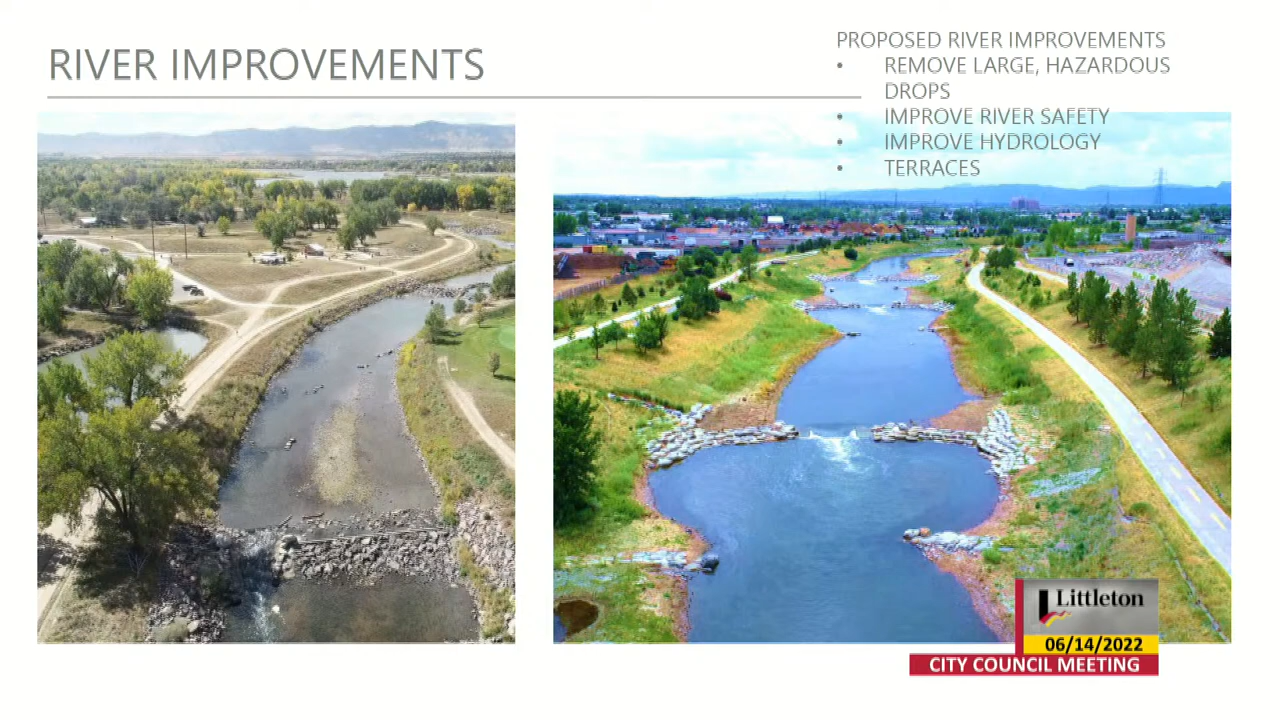 RIVER IMPROVEMENTS
PROPOSED RIVER IMPROVEMENTS
• REMOVE LARGE, HAZARDOUS
DROPS
• IMPROVE RIVER SAFETY
• IMPROVE HYDROLOGY
• TERRACES
Littleton
06/14/2022
CITY COUNCIL MEETING